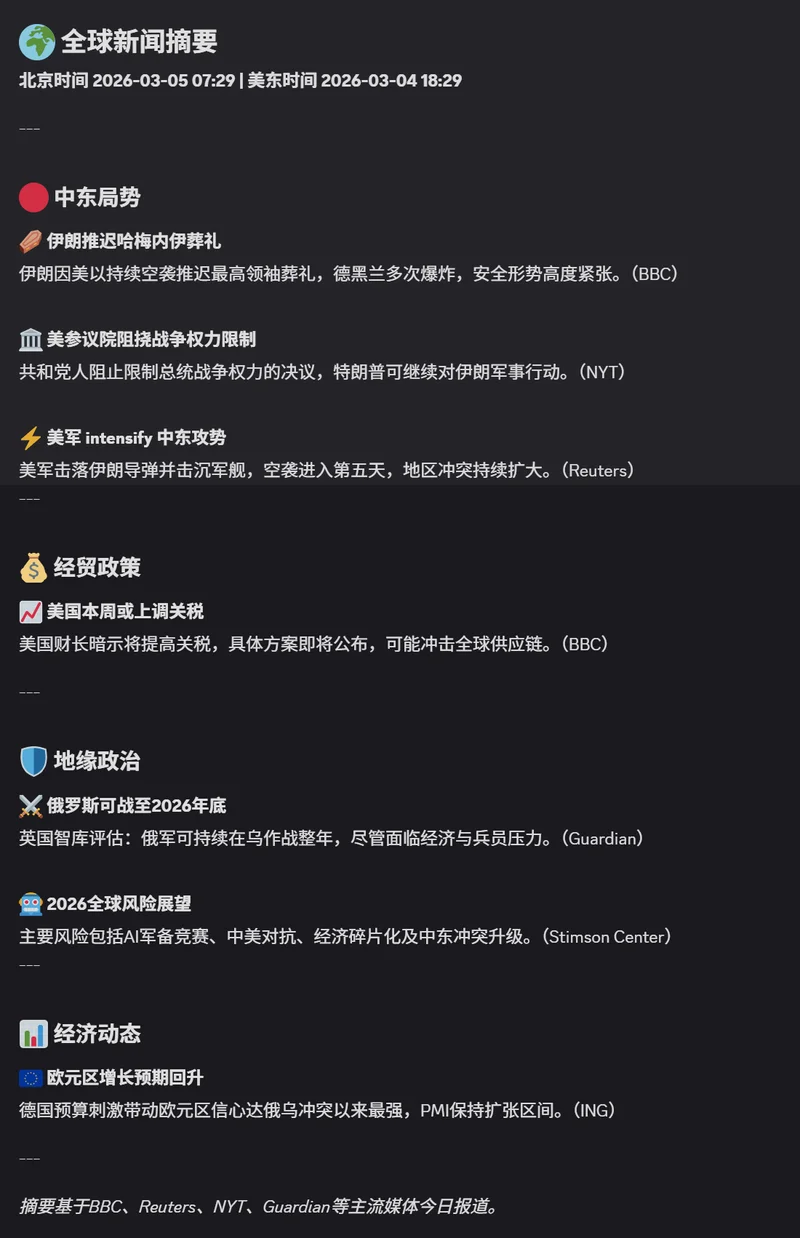 全球新闻摘要
北京时间 2026-03-05 07:29 | 美东时间 2026-03-04 18:29
---
中东局势
伊朗推迟哈梅内伊葬礼
伊朗因美以持续空袭推迟最高领袖葬礼，德黑兰多次爆炸，安全形势高度紧张。（BBC）
美参议院阻挠战争权力限制
共和党人阻止限制总统战争权力的决议，特朗普可继续对伊朗军事行动。（NYT）
美军 intensify 中东攻势
美军击落伊朗导弹并击沉军舰，空袭进入第五天，地区冲突持续扩大。（Reuters）
---
经贸政策
美国本周或上调关税
美国财长暗示将提高关税，具体方案即将公布，可能冲击全球供应链。（BBC）
---
地缘政治
俄罗斯可战至2026年底
英国智库评估：俄军可持续在乌作战整年，尽管面临经济与兵员压力。（Guardian）
2026全球风险展望
主要风险包括AI军备竞赛、中美对抗、经济碎片化及中东冲突升级。（Stimson Center）
---
经济动态
欧元区增长预期回升
德国预算刺激带动欧元区信心达俄乌冲突以来最强，PMI保持扩张区间。（ING）
---
摘要基于BBC、Reuters、NYT、Guardian等主流媒体今日报道。